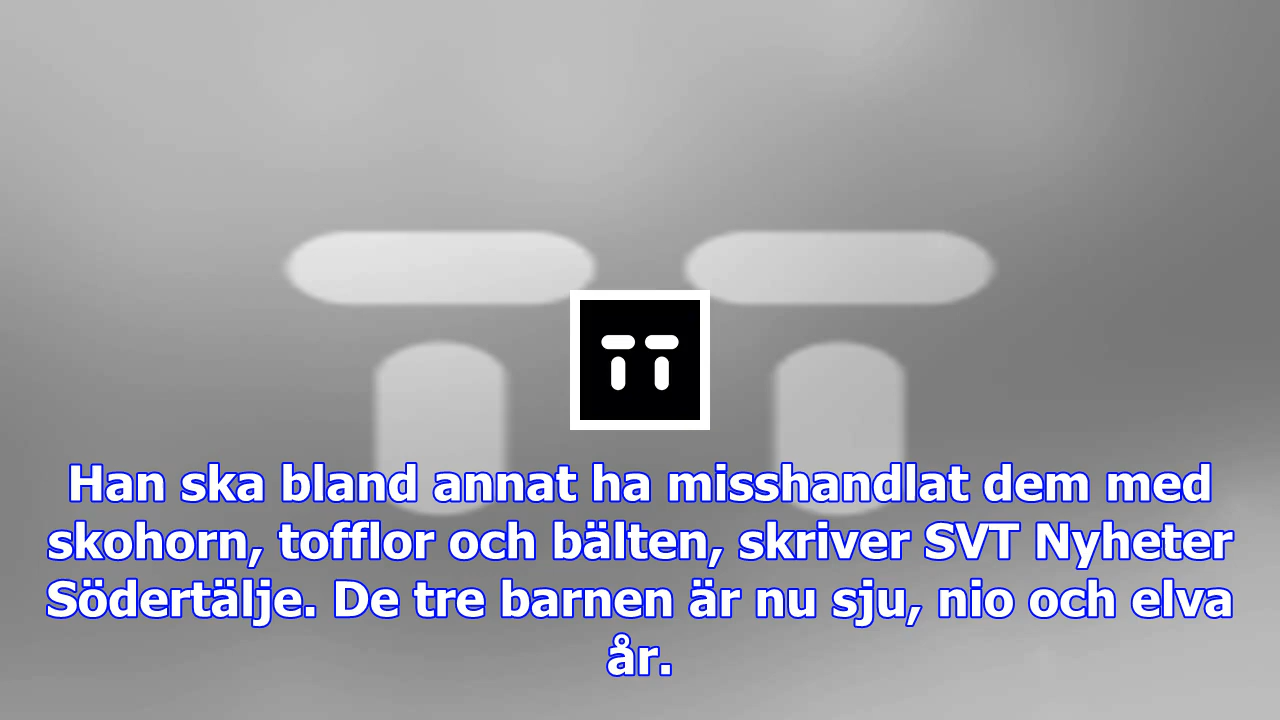 TT
Han ska bland annat ha misshandlat dem med
skohorn, tofflor och bälten, skriver SVT Nyheter
Södertälje. De tre barnen är nu sju, nio och elva
år.